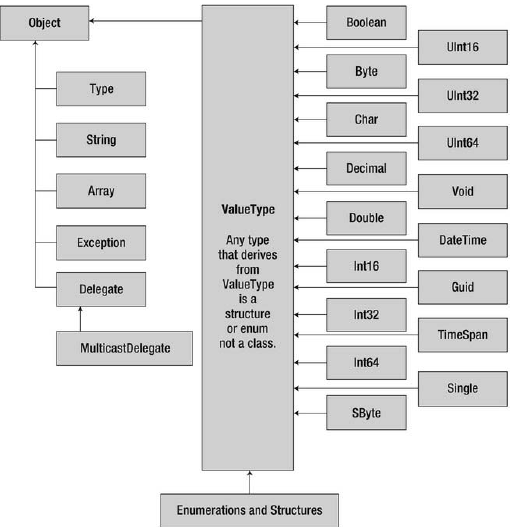 Object
Type
String
Array
Exception
Delegate
MulticastDelegate
ValueType
Any type
that derives
from
ValueType
is a
structure
or enum
not a class.
Boolean
UInt16
Byte
UInt32
Char
UInt64
Decimal
Void
Double
DateTime
Int16
Guid
Int32
TimeSpan
Int64
Single
SByte
Enumerations and Structures